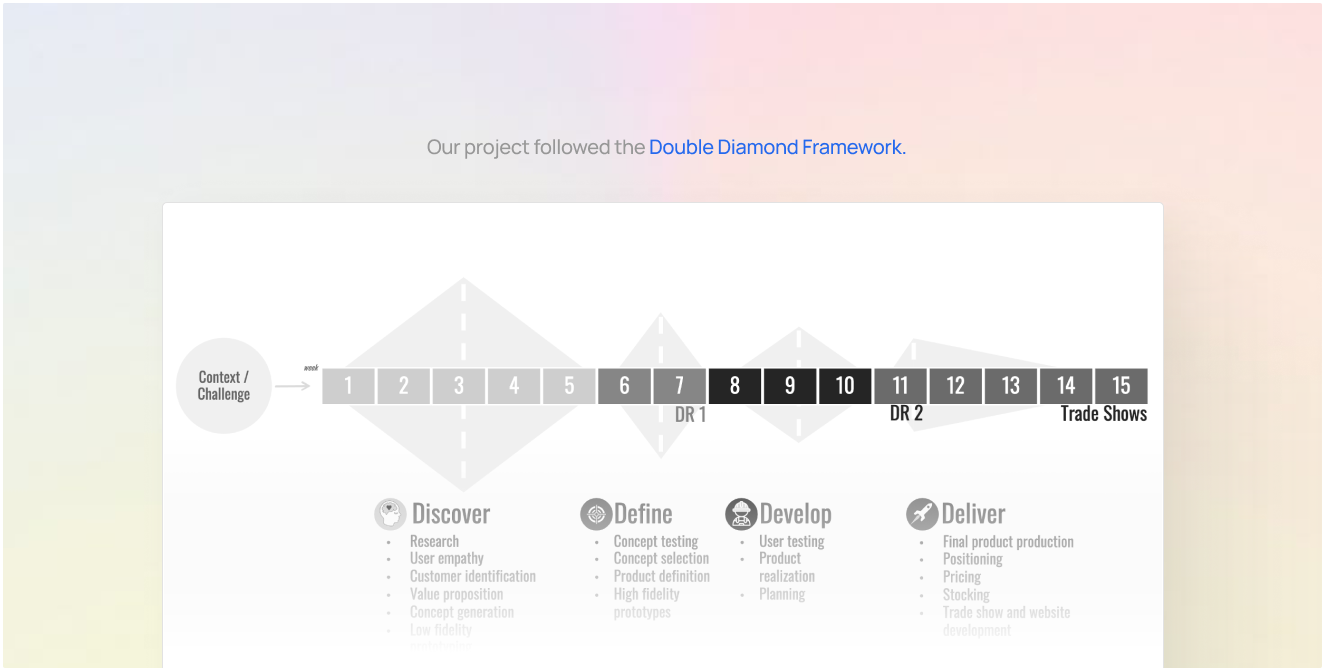 Our project followed the Double Diamond Framework.
Context /
Challenge
week
1 2 3 4 5 6 7 8 9 10 11 12 13 14 15
DR 1
DR 2
Trade Shows
Discover
• Research
• User empathy
• Customer identification
• Value proposition
• Concept generation
• Low fidelity
Define
• Concept testing
• Concept selection
• Product definition
• High fidelity
prototypes
Develop
• User testing
• Product
realization
• Planning
Deliver
• Final product production
• Positioning
• Pricing
• Stocking
• Trade show and website
development